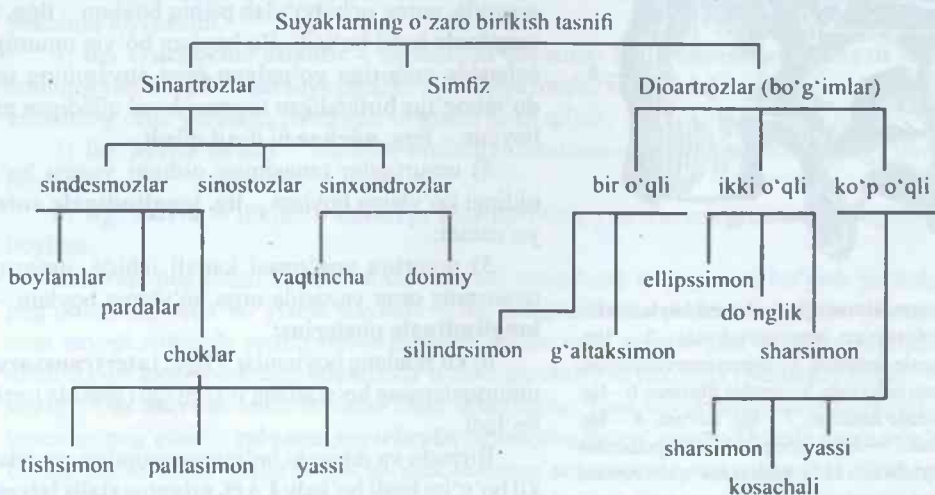 Suyaklarning o‘zaro birikish tasnifi
Sinartrozlar Simfiz Dioartrozlar (bo‘g‘imlar)
sindesmozlar sinostozlar sinxondrozlar bir o‘qli ikki o‘qli ko‘p o‘qli
boylamlar vaqtincha doimiy ellipssimon
pardalar do‘nglik
choklar silindrsimon g‘altaksimon sharsimon
tishsimon pallasimon yassi sharsimon yassi
kosachali